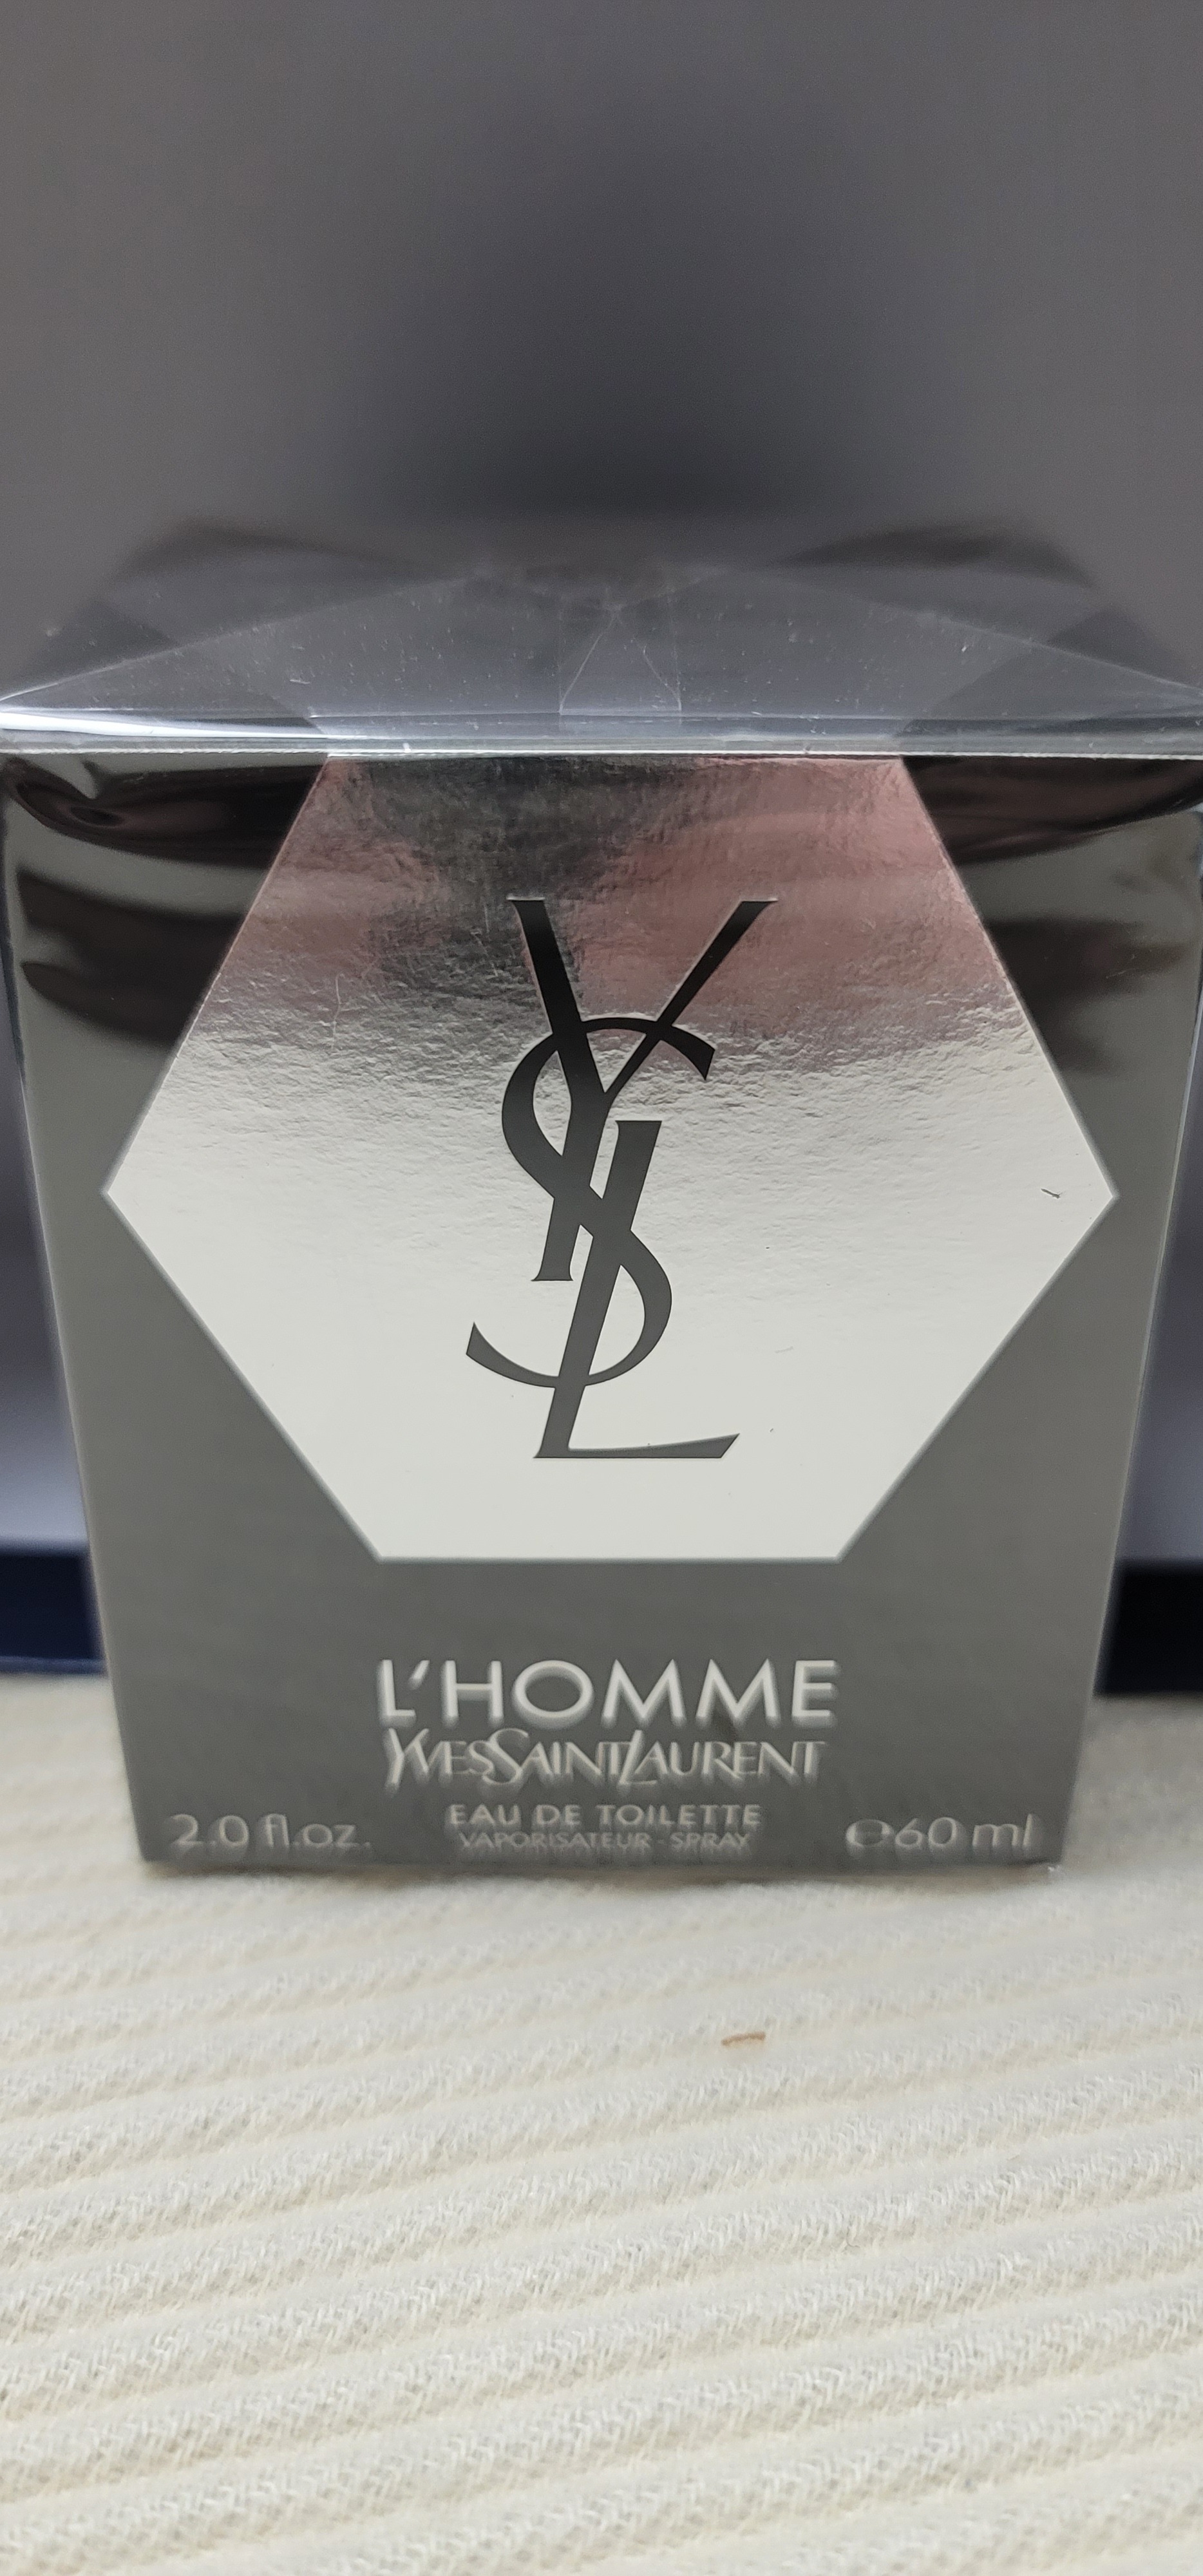 YSL
L'HOMME
YVESSAINTLAURENT
EAU DE TOILETTE
VAPORISATEUR - SPRAY
2.0 fl.oz.
℮60 ml